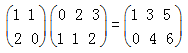 (1 1) (0 2 3) = (1 3 5)
(2 0) (1 1 2)   (0 4 6)